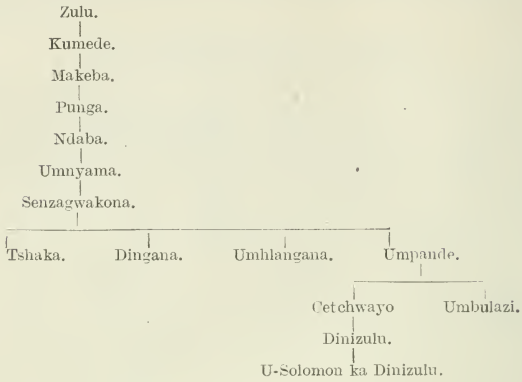 Zulu.
Kumede.
Makeba.
Punga.
Ndaba.
Umnyama.
Senzagwakona.
Tshaka. Dingana. Umhlangana. Umpande.
Cetchwayo Umbulazi.
Dinizulu.
U-Solomon ka Dinizulu.